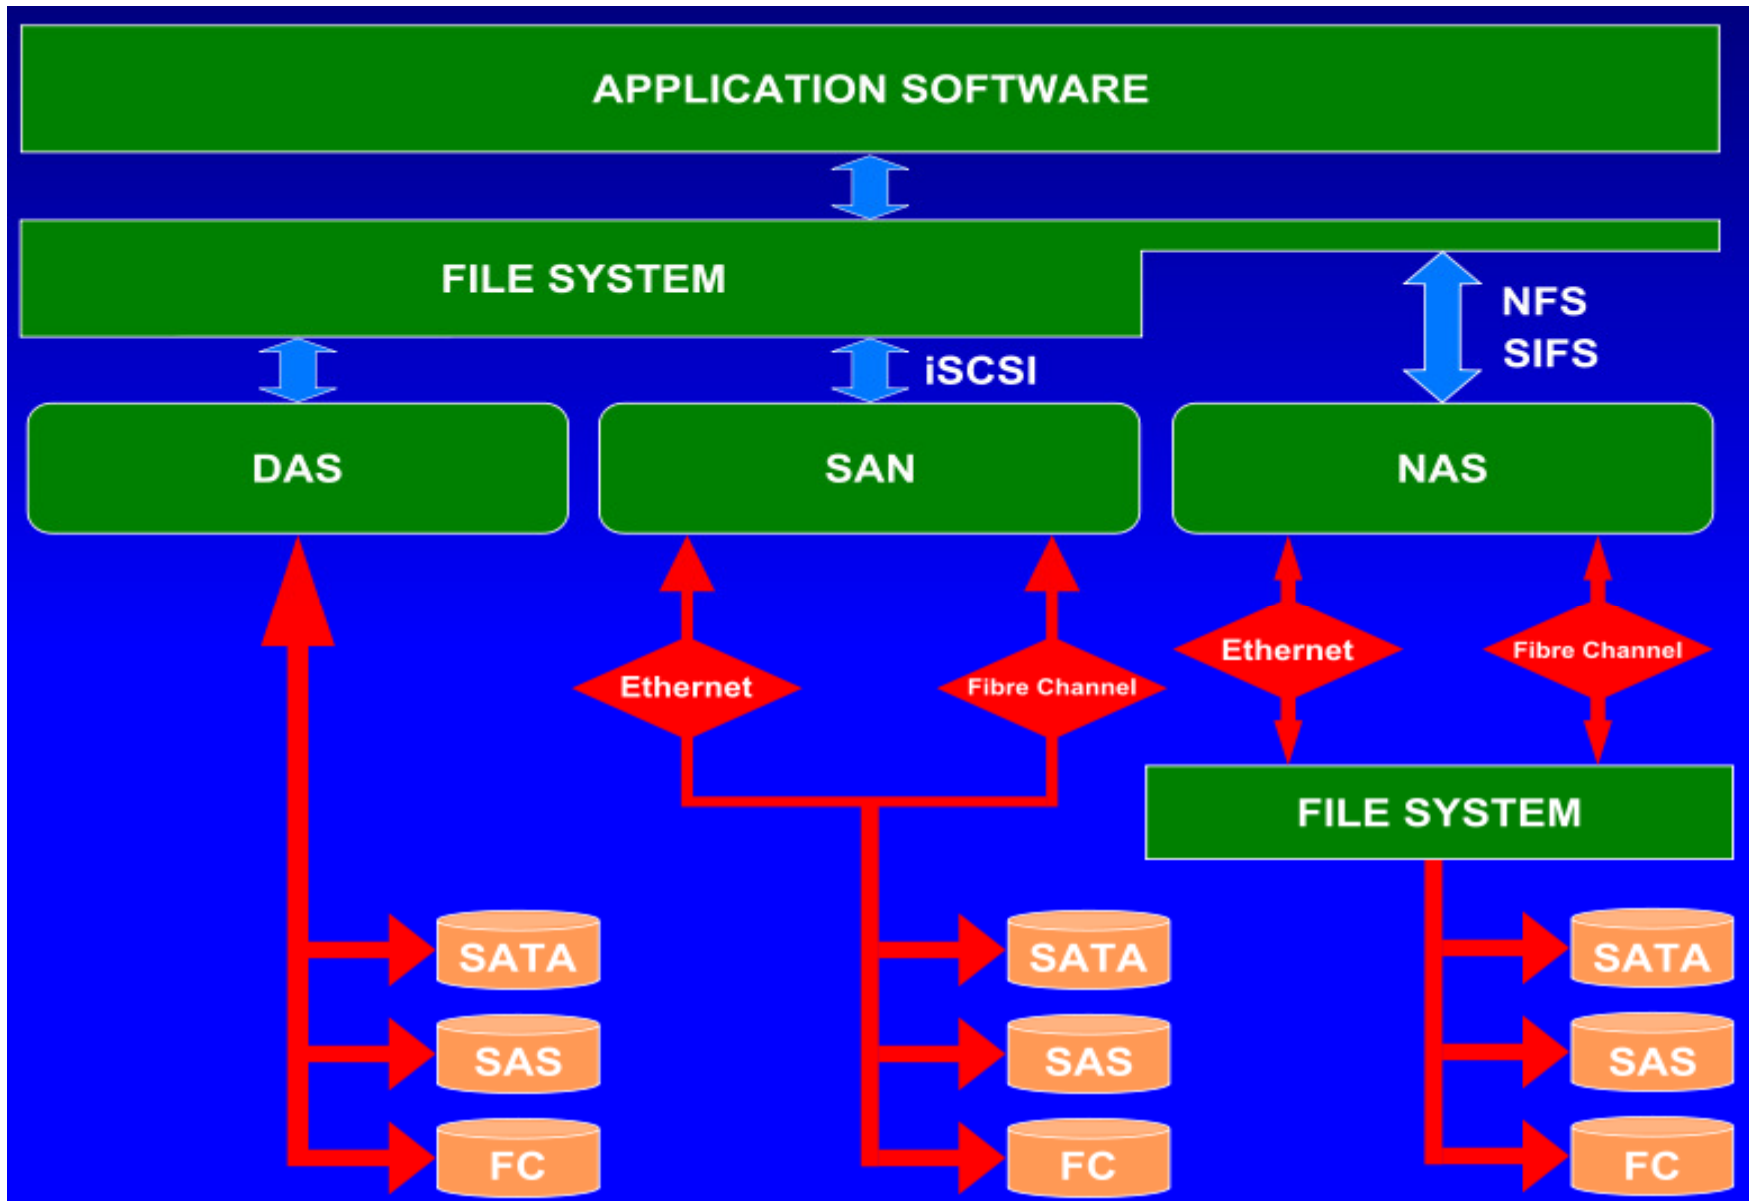 APPLICATION SOFTWARE
FILE SYSTEM
NFS
SIFS
iSCSI
DAS
SAN
NAS
Ethernet
Fibre Channel
Ethernet
Fibre Channel
FILE SYSTEM
SATA
SATA
SATA
SAS
SAS
SAS
FC
FC
FC